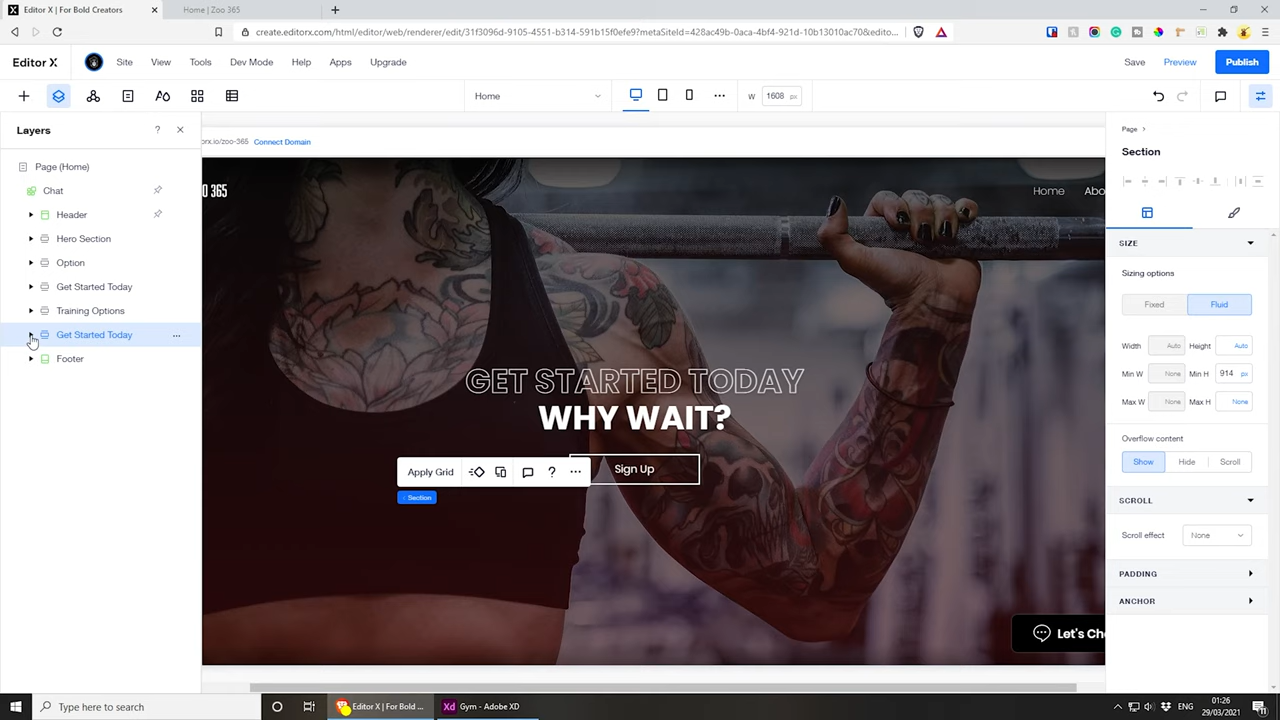 Editor X | For Bold Creators
Home | Zoo 365
create.editorx.com/html/editor/web/renderer/edit/31f3096d-9105-4551-b314-591b15f0efe9?metaSiteId=428ac49b-0aca-4bf4-921d-10b13010ac70&edito...
Editor X
Site
View
Tools
Dev Mode
Help
Apps
Upgrade
Save
Preview
Publish
Home
W
1608 px
Layers
?
Page (Home)
Chat
Header
Hero Section
Option
Get Started Today
Training Options
Get Started Today
Footer
orx.io/zoo-365
Connect Domain
ZOO 365
Home
Abo
GET STARTED TODAY
WHY WAIT?
Apply Grid
?
Sign Up
Section
Let's Ch
Page
Section
SIZE
Sizing options
Fixed
Fluid
Width
Auto
Height
Auto
Min W
None
Min H
914 px
Max W
None
Max H
None
Overflow content
Show
Hide
Scroll
SCROLL
Scroll effect
None
PADDING
ANCHOR
Type here to search
Editor X | For Bold ...
Gym - Adobe XD
ENG
01:26
29/03/2021